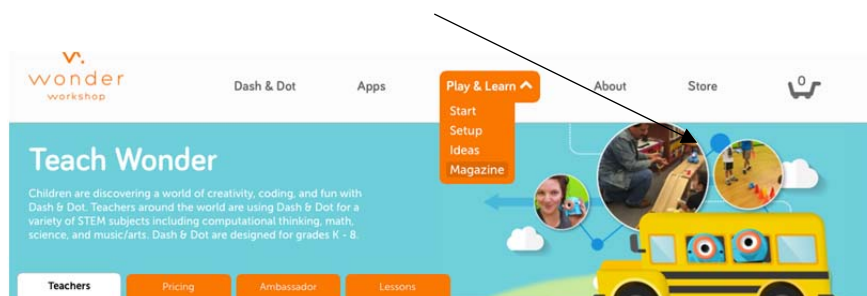 wonder
workshop
Dash & Dot Apps Play & Learn About Store 0
Start
Setup
Ideas
Magazine
Teach Wonder
Children are discovering a world of creativity, coding, and fun with
Dash & Dot. Teachers around the world are using Dash & Dot for a
variety of STEM subjects including computational thinking, math,
science, and music/arts. Dash & Dot are designed for grades K - 8.
Teachers Pricing Ambassador Lessons